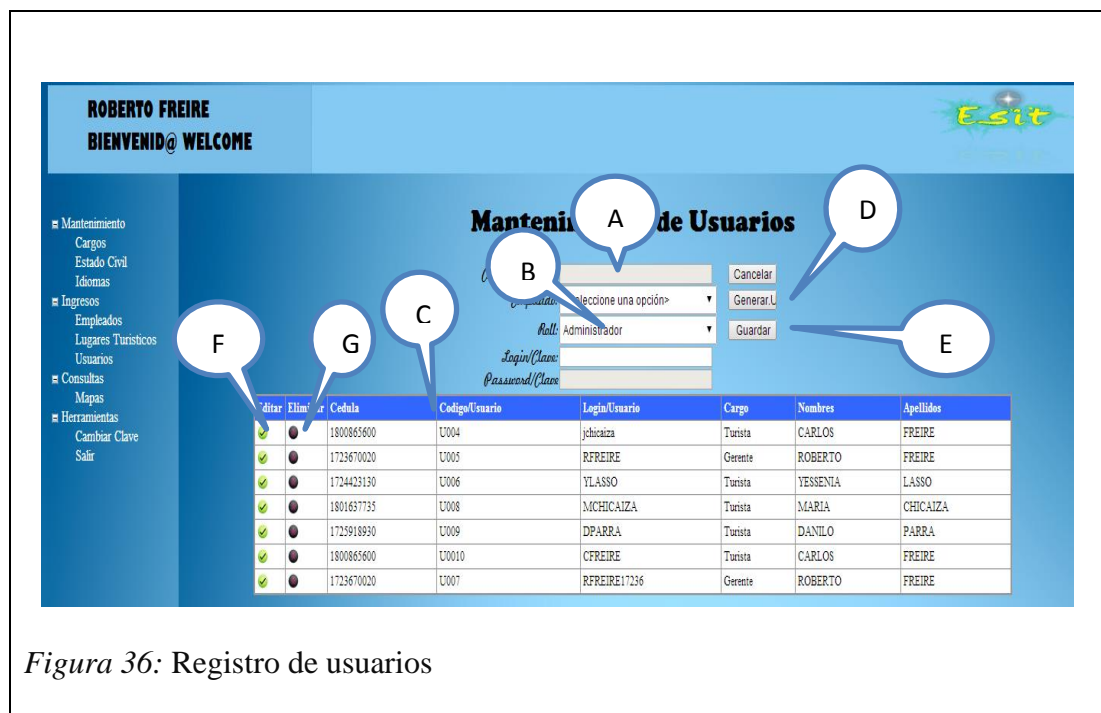 ROBERTO FREIRE
BIENVENID@ WELCOME
Esit
Mantenimiento
Cargos
Estado Civil
Idiomas
Ingresos
Empleados
Lugares Turisticos
Usuarios
Consultas
Mapas
Herramientas
Cambiar Clave
Salir
de Usuarios
A
B
C
D
E
F
G
Cancelar
eleccione una opción> Generar.U
Roll: Administrador Guardar
Login/Clave:
Password/Clave
Cedula Codigo/Usuario Login/Usuario Cargo Nombres Apellidos
1800865600 U004 jchicaiza Turista CARLOS FREIRE
1723670020 U005 RFREIRE Gerente ROBERTO FREIRE
1724423130 U006 YLASSO Turista YESSENIA LASSO
1801637735 U008 MCHICAIZA Turista MARIA CHICAIZA
1725918930 U009 DPARRA Turista DANILO PARRA
1800865600 U0010 CFREIRE Turista CARLOS FREIRE
1723670020 U007 RFREIRE17236 Gerente ROBERTO FREIRE
Figura 36: Registro de usuarios